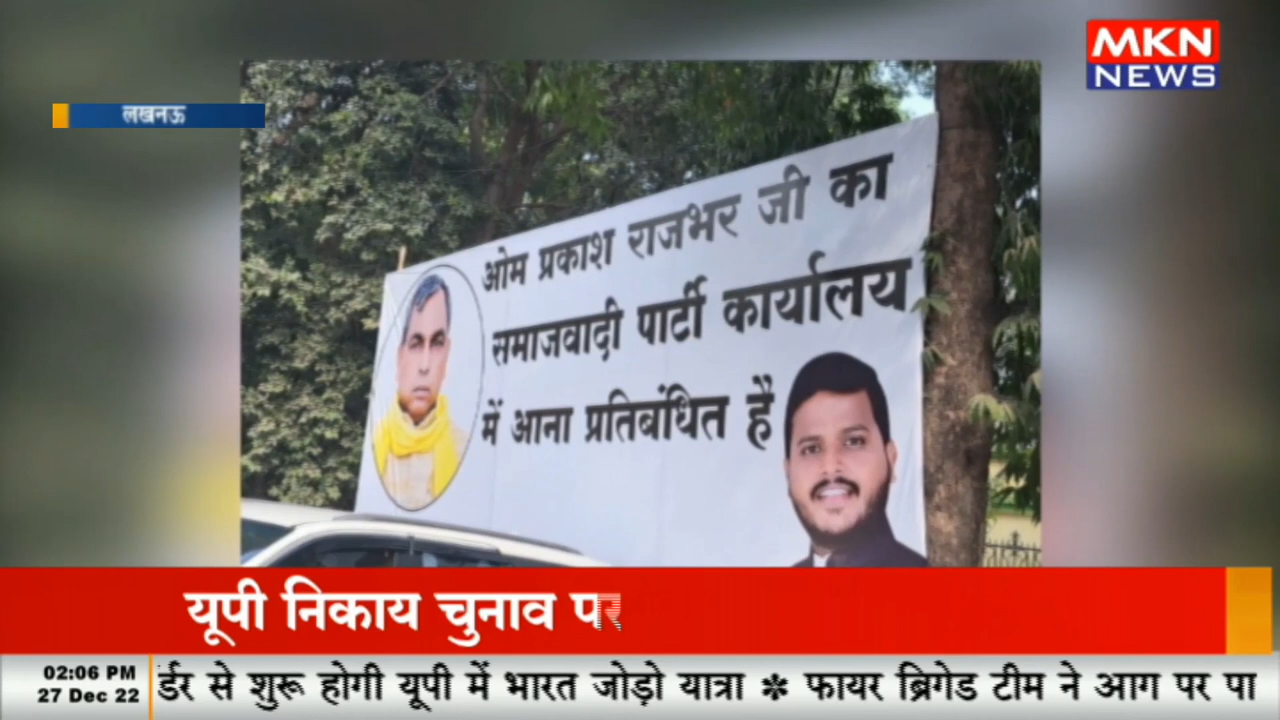 MKN
NEWS
लखनऊ
ओम प्रकाश राजभर जी का
समाजवादी पार्टी कार्यालय
में आना प्रतिबंधित है
यूपी निकाय चुनाव पर
02:06 PM
27 Dec 22
र्डर से शुरू होगी यूपी में भारत जोड़ो यात्रा * फायर ब्रिगेड टीम ने आग पर पा